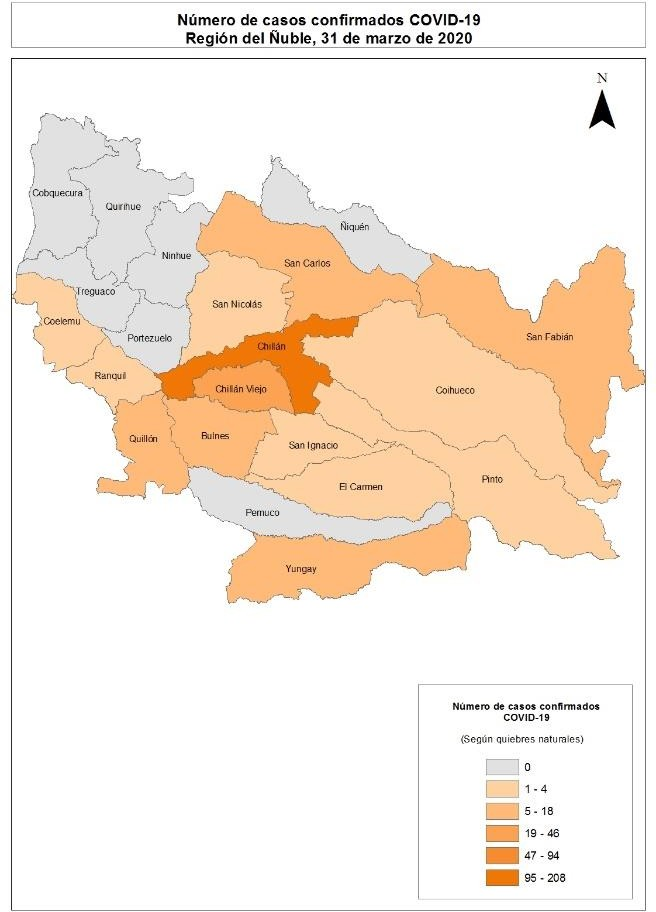 Número de casos confirmados COVID-19
Región del Ñuble, 31 de marzo de 2020
N
Cobquecura
Quirihue
Ñiquén
Ninhue
San Carlos
Treguaco
San Nicolás
Coelemu
San Fabián
Portezuelo
Chillán
Ranquil
Chillán Viejo
Coihueco
Quillón
Bulnes
San Ignacio
Pinto
El Carmen
Pemuco
Yungay
Número de casos confirmados
COVID-19
(Según quiebres naturales)
0
1 - 4
5 - 18
19 - 46
47 - 94
95 - 208